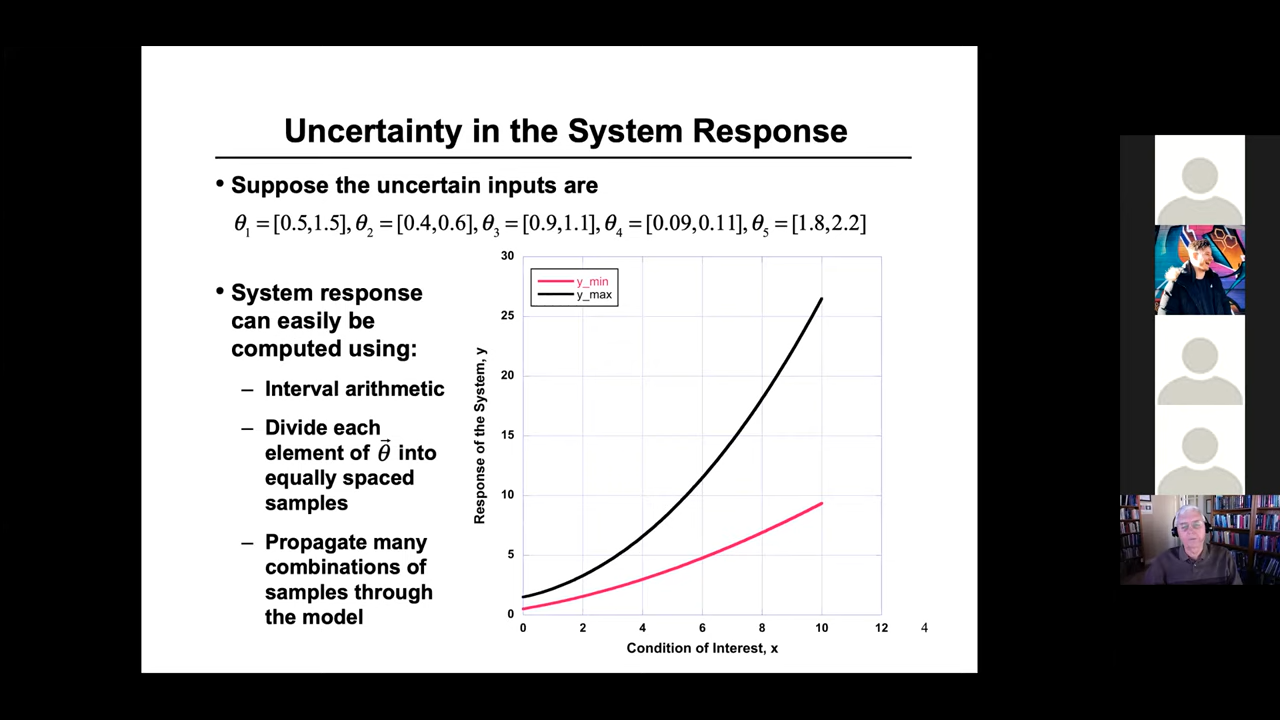 Uncertainty in the System Response
• Suppose the uncertain inputs are
θ₁ = [0.5,1.5], θ₂ = [0.4,0.6], θ₃ = [0.9,1.1], θ₄ = [0.09,0.11], θ₅ = [1.8,2.2]
• System response
can easily be
computed using:
– Interval arithmetic
– Divide each
element of θ⃗ into
equally spaced
samples
– Propagate many
combinations of
samples through
the model
30
25
20
15
10
5
0
Response of the System, y
y_min
y_max
0 2 4 6 8 10 12
Condition of Interest, x
4